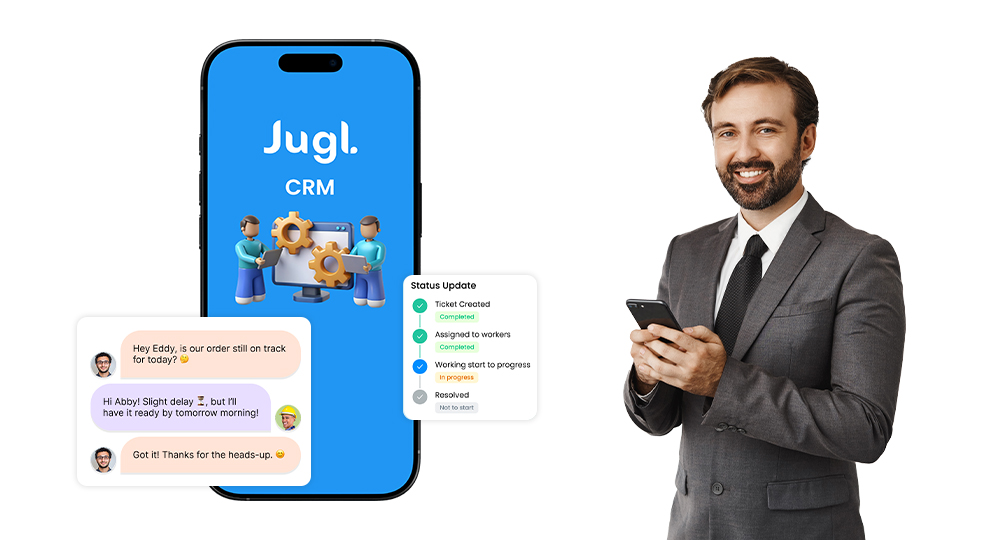 Jugl.
CRM
Status Update
Ticket Created
Completed
Assigned to workers
Completed
Working start to progress
In progress
Resolved
Not to start
Hey Eddy, is our order still on track
for today? 🤔
Hi Abby! Slight delay ⏳, but I'll
have it ready by tomorrow morning!
Got it! Thanks for the heads-up. 😊